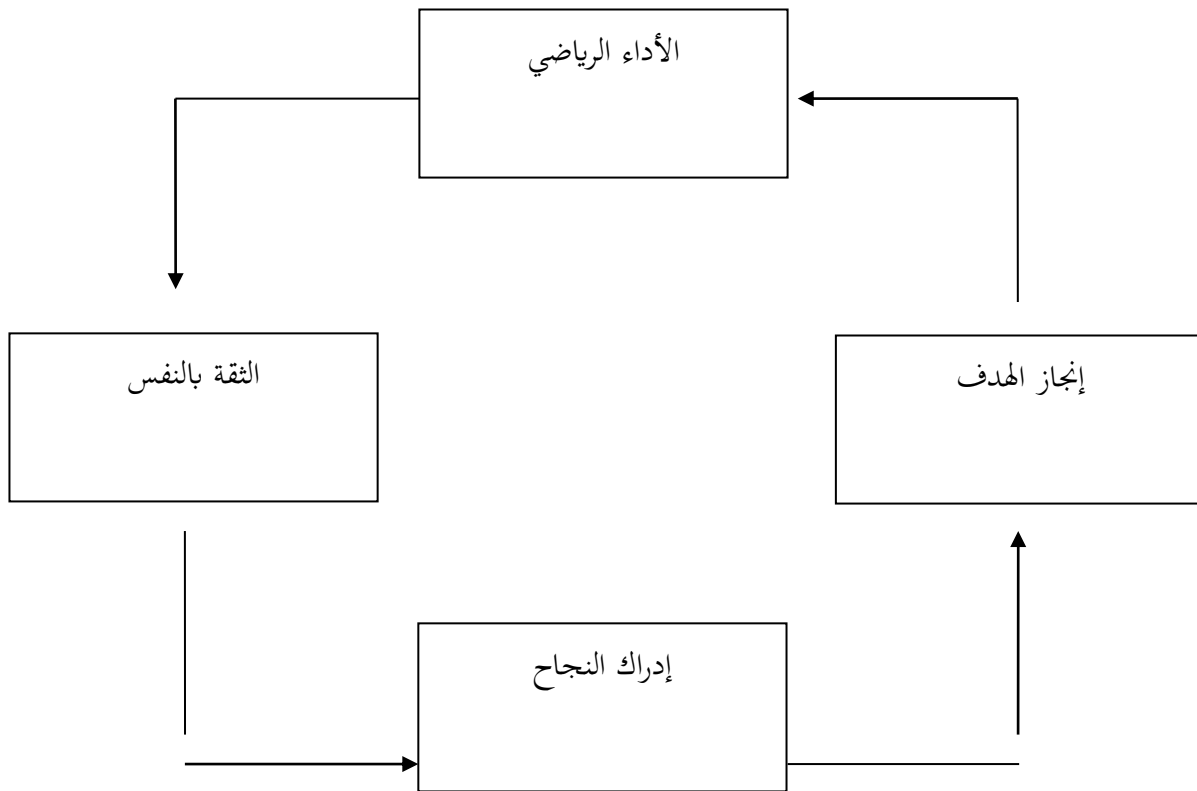 الأداء الرياضي
الثقة بالنفس
إنجاز الهدف
إدراك النجاح